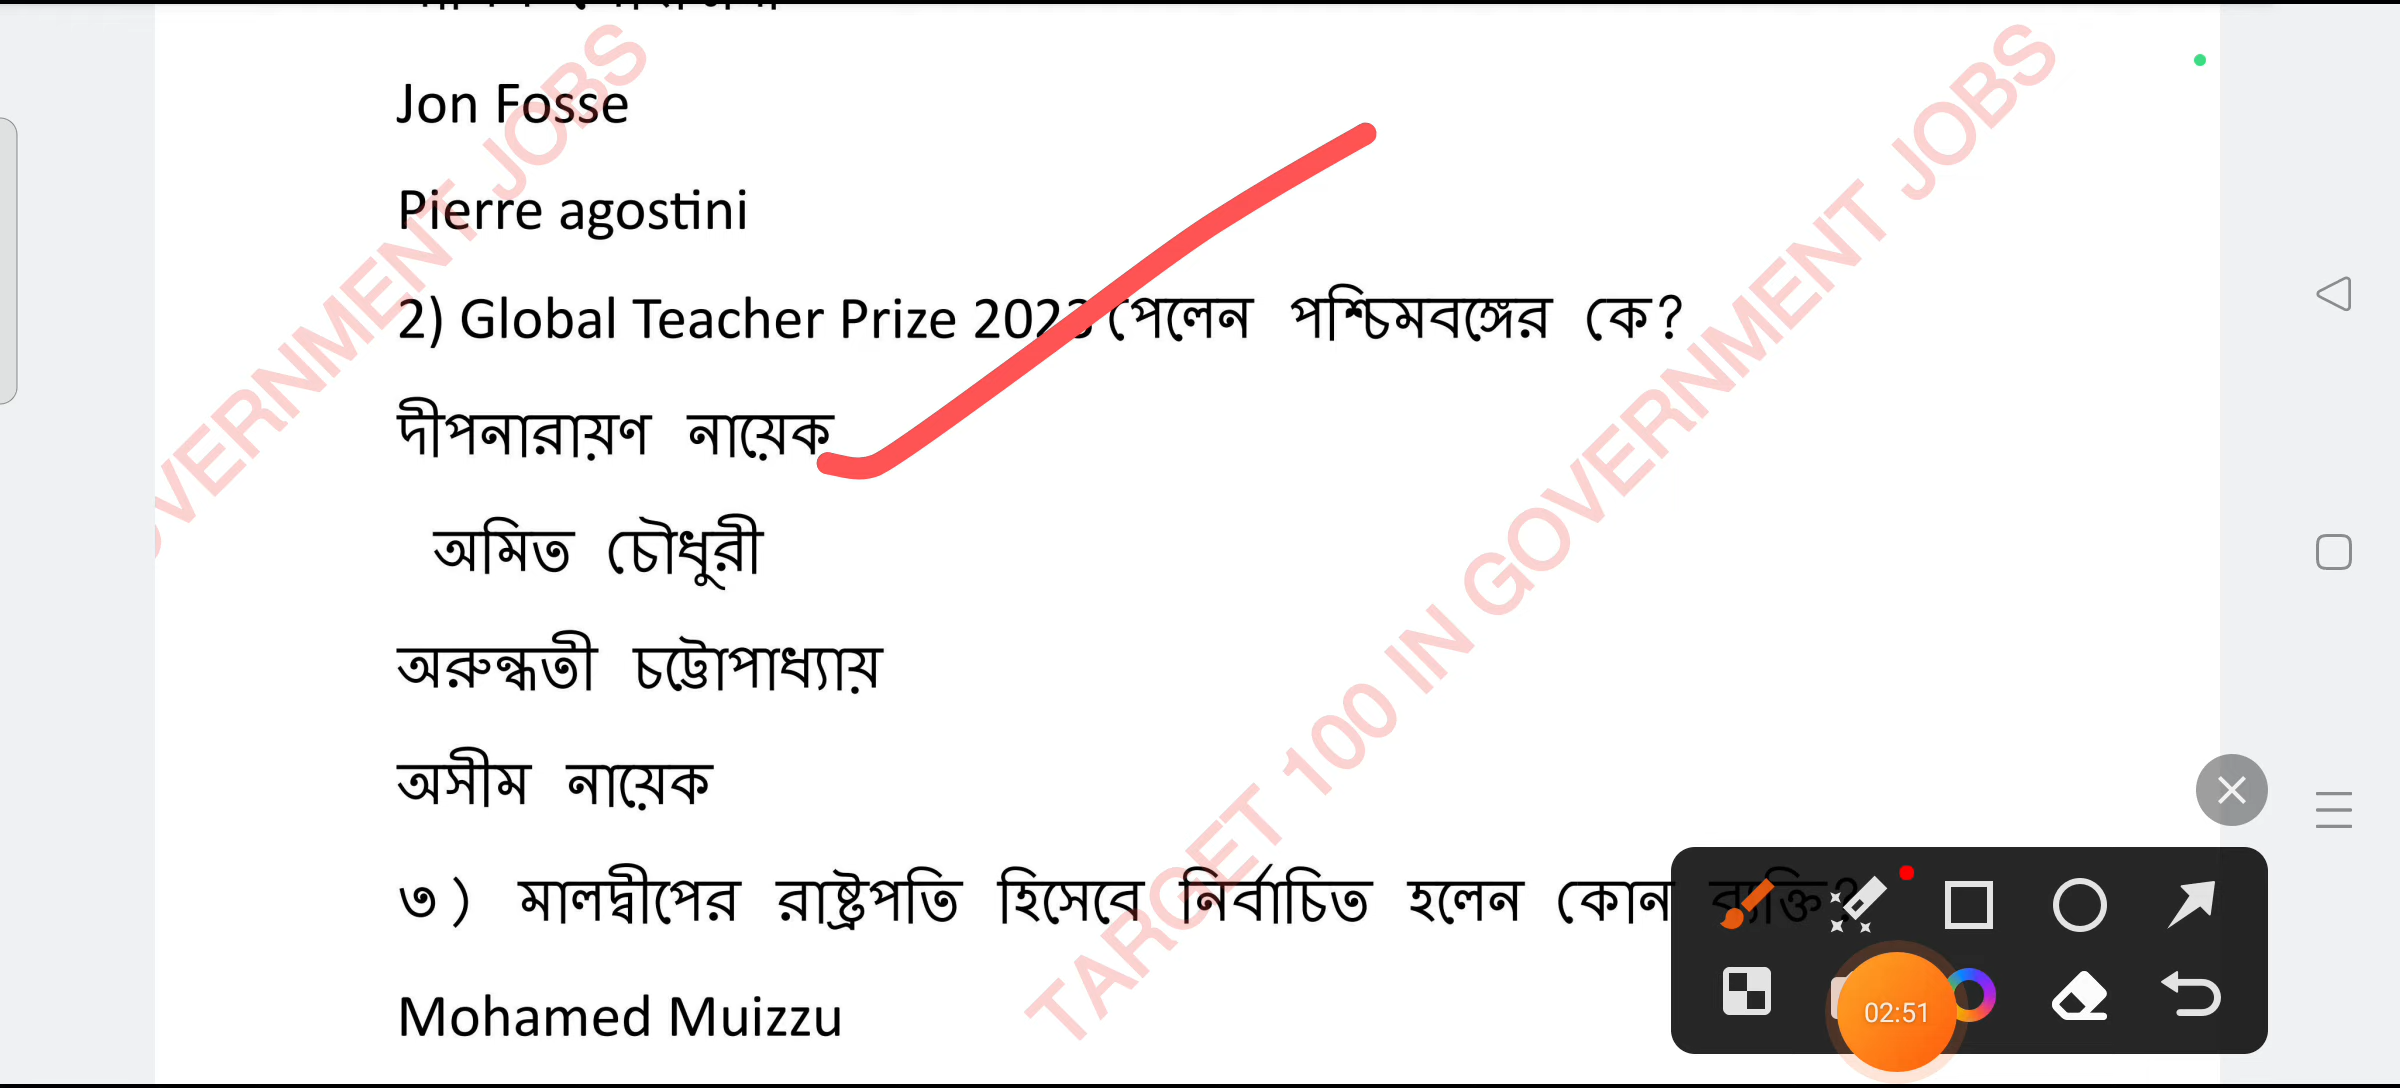 Jon Fosse
Pierre agostini
2) Global Teacher Prize 2023 পেলেন পশ্চিমবঙ্গের কে?
দীপনারায়ণ নায়েক
অমিত চৌধুরী
অরুন্ধতী চট্টোপাধ্যায়
অসীম নায়েক
৩) মালদ্বীপের রাষ্ট্রপতি হিসেবে নির্বাচিত হলেন কোন ব্যক্তি?
Mohamed Muizzu
OVERNMENT JOBS
TARGET 100 IN GOVERNMENT JOBS
02:51